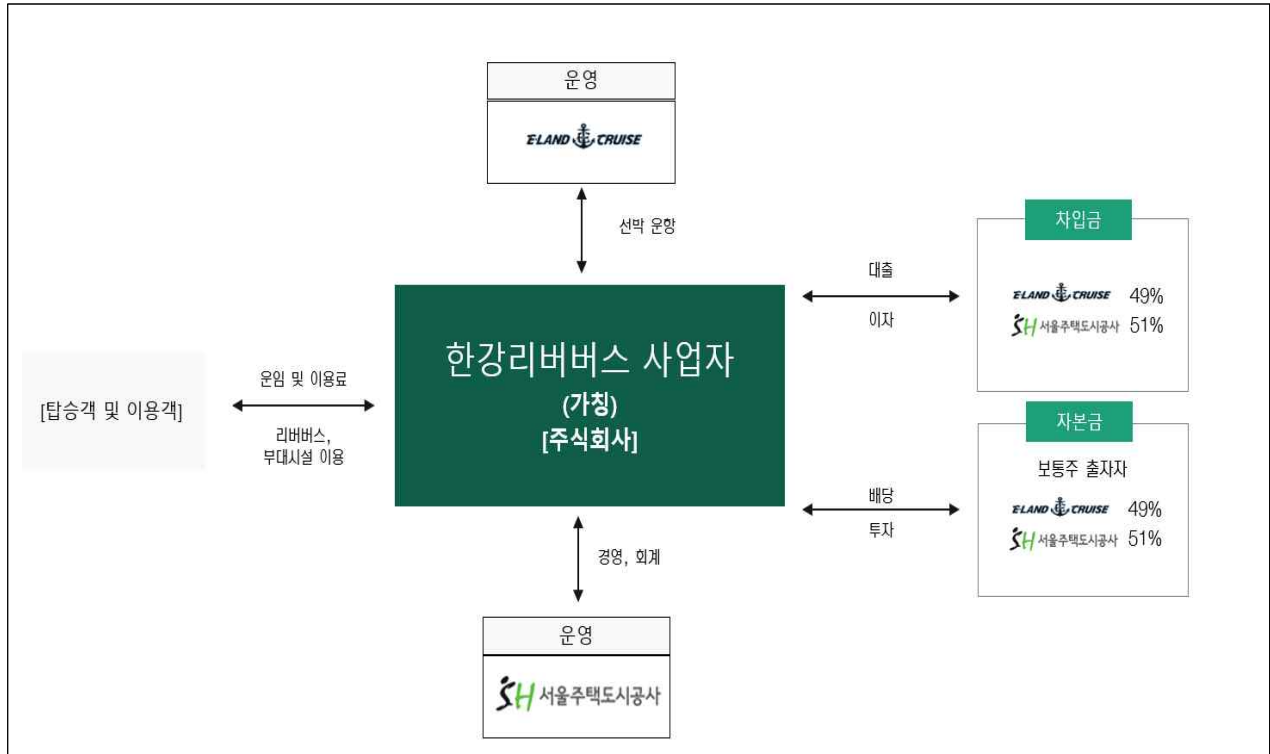 운영
E·LAND CRUISE
선박 운항
차입금
E·LAND CRUISE 49%
SH 서울주택도시공사 51%
대출
이자
한강리버버스 사업자
(가칭)
[주식회사]
[탑승객 및 이용객]
운임 및 이용료
리버버스,
부대시설 이용
자본금
보통주 출자자
E·LAND CRUISE 49%
SH 서울주택도시공사 51%
배당
투자
경영, 회계
운영
SH 서울주택도시공사